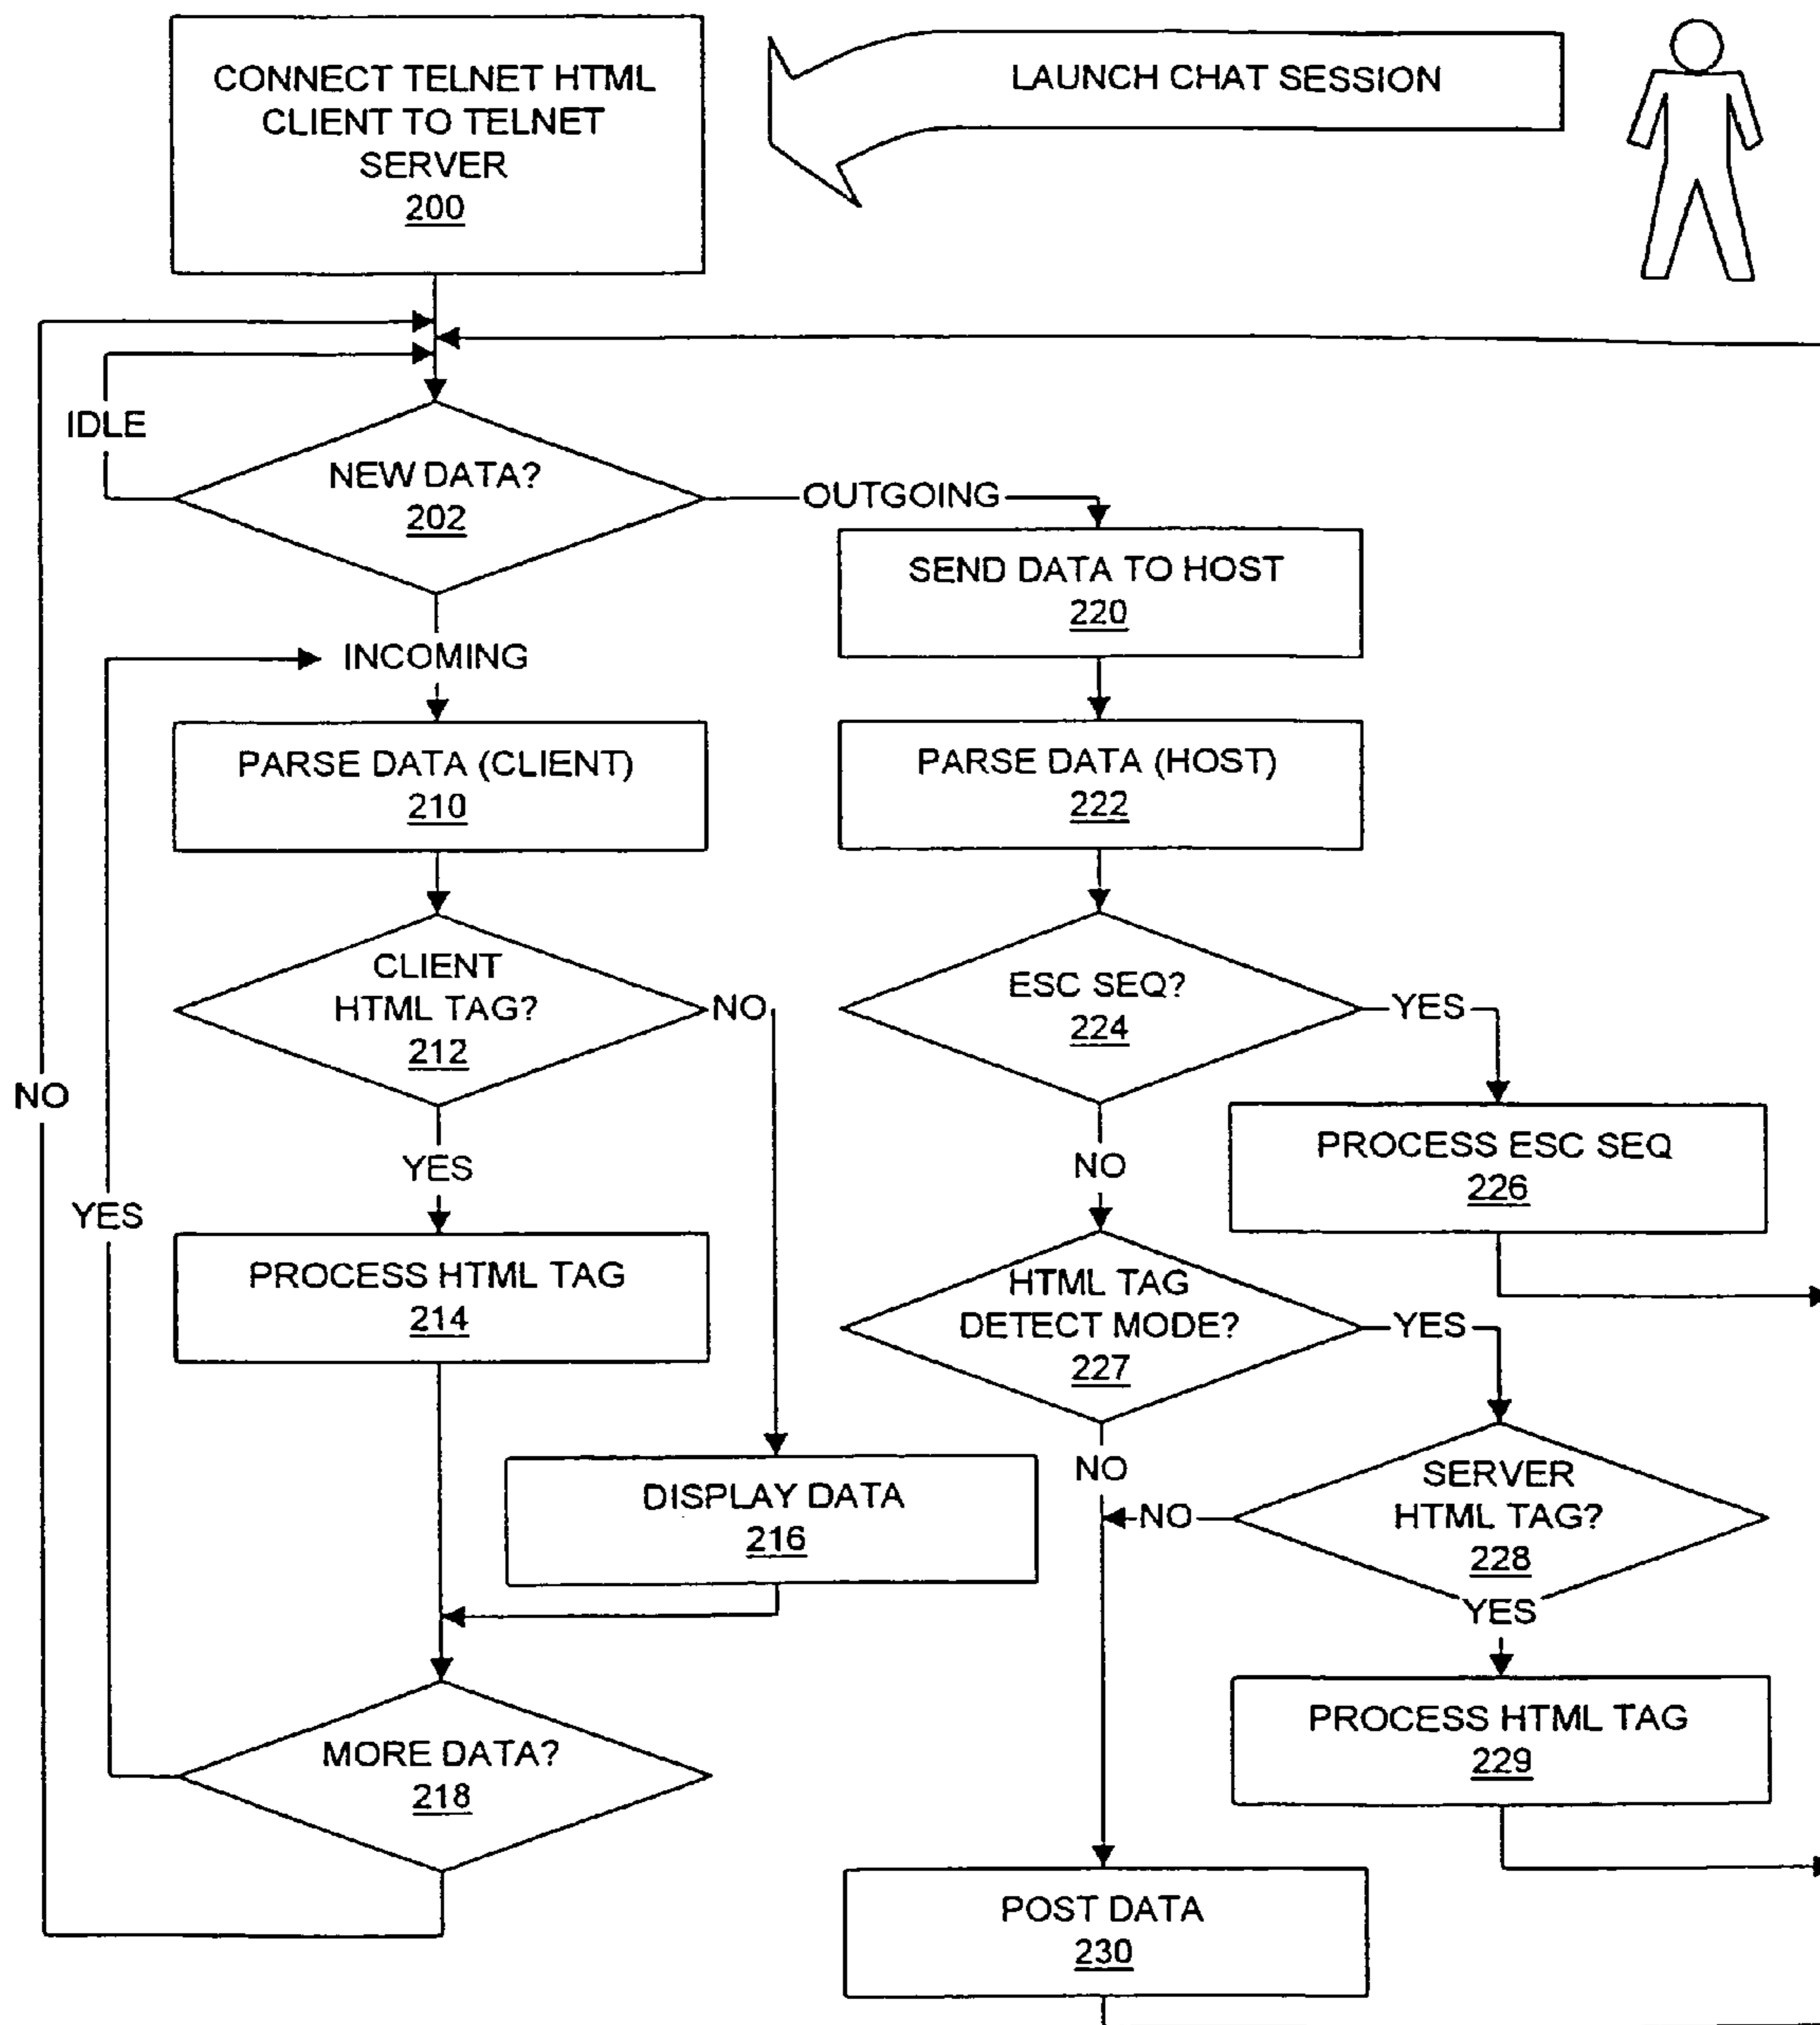 CONNECT TELNET HTML
CLIENT TO TELNET
SERVER
200
LAUNCH CHAT SESSION
IDLE
NEW DATA?
202
OUTGOING
SEND DATA TO HOST
220
INCOMING
PARSE DATA (CLIENT)
210
PARSE DATA (HOST)
222
CLIENT
HTML TAG?
212
NO
ESC SEQ?
224
YES
NO
YES
NO
PROCESS ESC SEQ
226
YES
PROCESS HTML TAG
214
HTML TAG
DETECT MODE?
227
YES
NO
DISPLAY DATA
216
SERVER
HTML TAG?
228
NO
YES
MORE DATA?
218
PROCESS HTML TAG
229
POST DATA
230